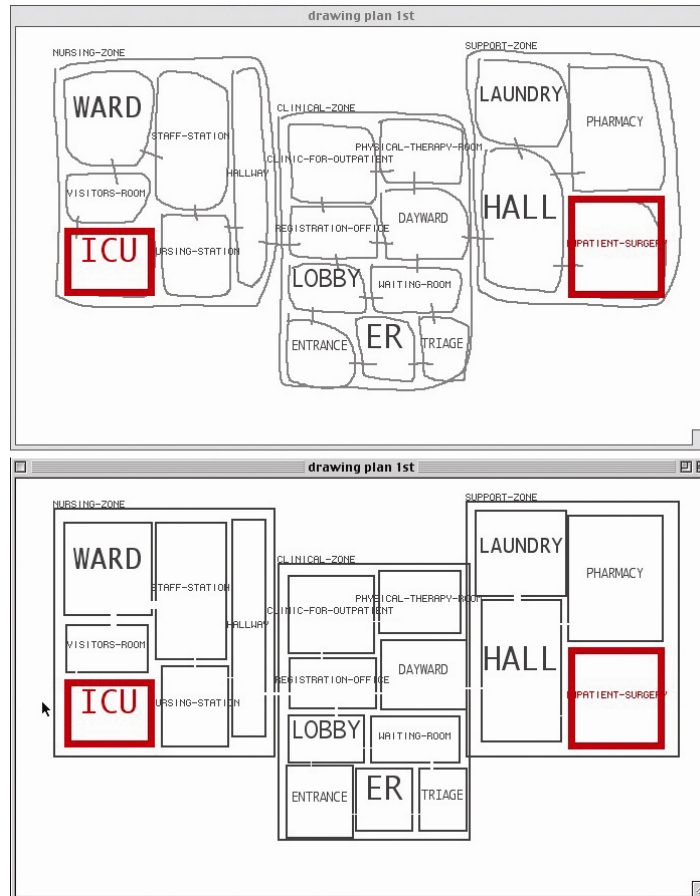 drawing plan 1st
NURSING-ZONE
SUPPORT-ZONE
WARD
LAUNDRY
CLINICAL-ZONE
STAFF-STATION
PHARMACY
PHYSICAL-THERAPY-ROOM
CLINIC-FOR-OUTPATIENT
HALLWAY
VISITORS-ROOM
HALL
DAYWARD
REGISTRATION-OFFICE
ICU
URSING-STATION
INPATIENT-SURGERY
LOBBY
WAITING-ROOM
ENTRANCE
ER
TRIAGE
drawing plan 1st
NURSING-ZONE
SUPPORT-ZONE
WARD
LAUNDRY
CLINICAL-ZONE
STAFF-STATION
PHARMACY
PHYSICAL-THERAPY-ROOM
CLINIC-FOR-OUTPATIENT
HALLWAY
VISITORS-ROOM
HALL
DAYWARD
REGISTRATION-OFFICE
ICU
URSING-STATION
INPATIENT-SURGERY
LOBBY
WAITING-ROOM
ENTRANCE
ER
TRIAGE